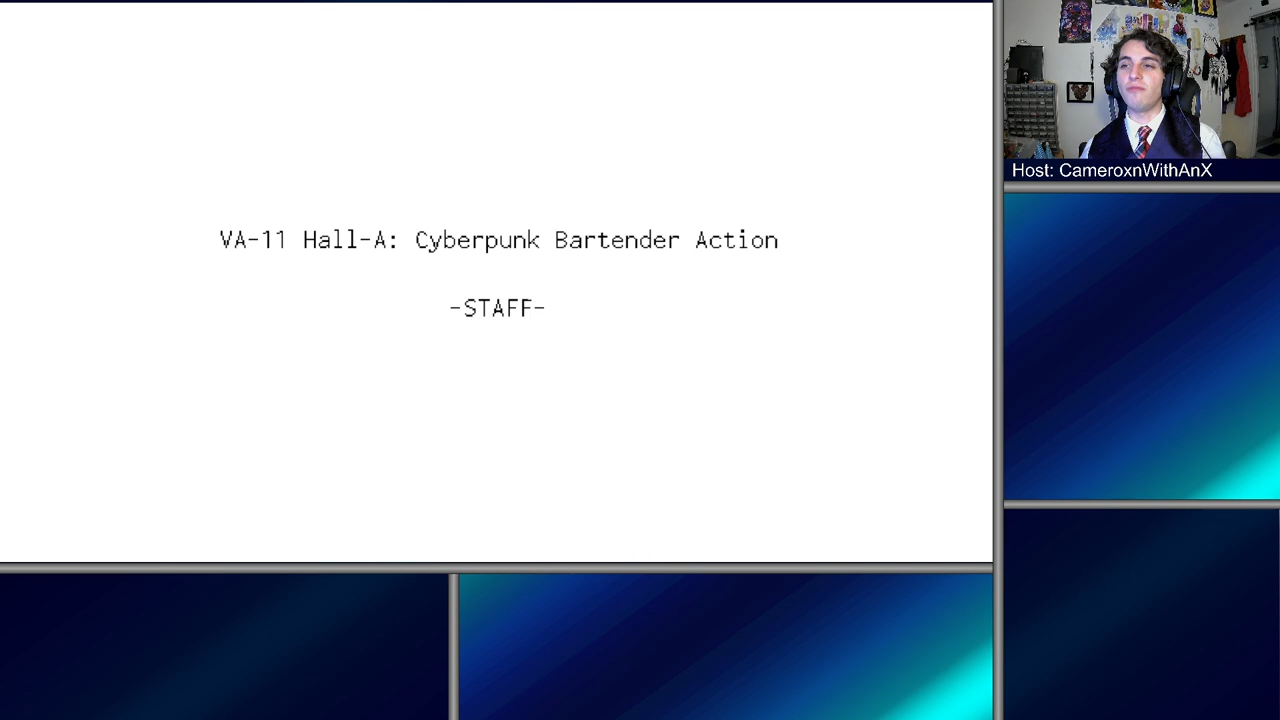 VA-11 Hall-A: Cyberpunk Bartender Action
-STAFF-
Host: CameroxnWithAnX